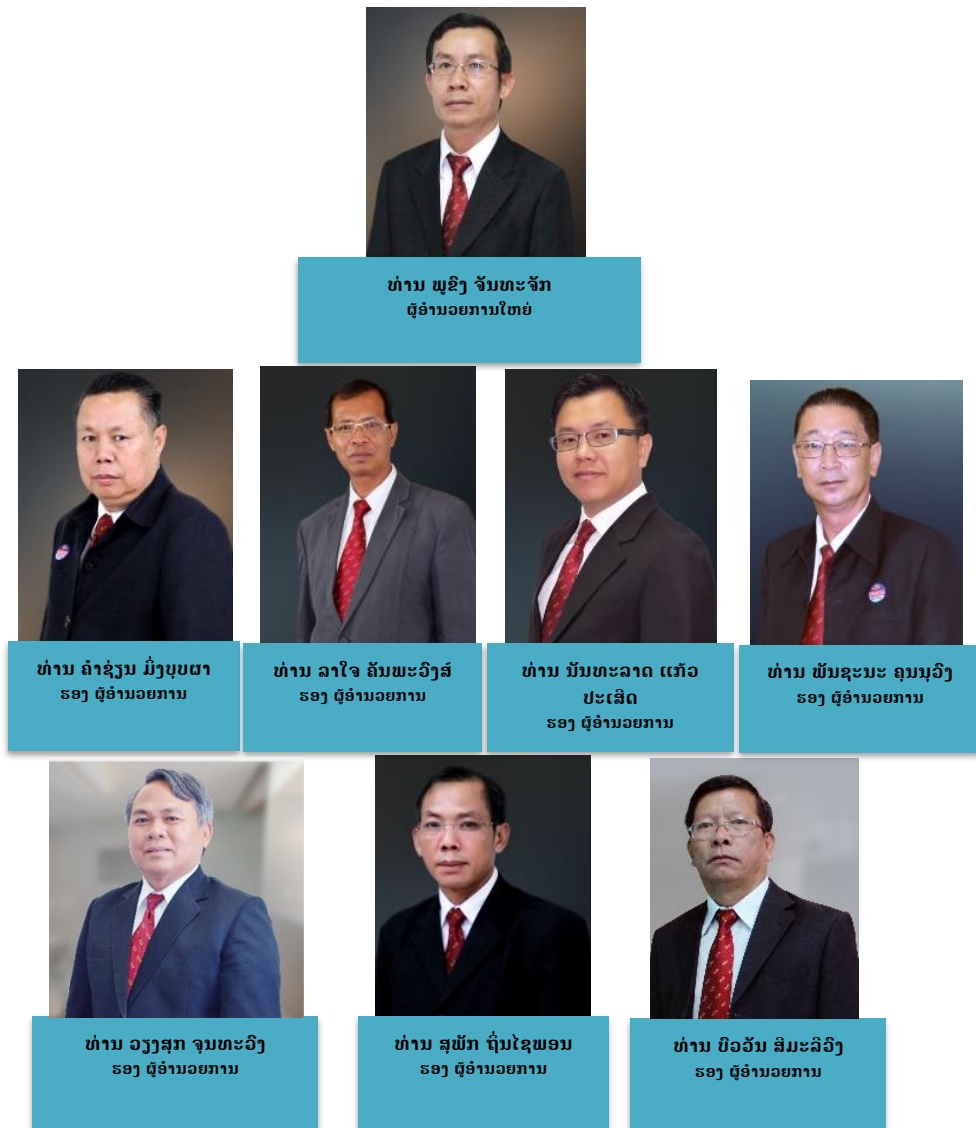 ທ່ານ ພູຂົງ ຈັນທະຈັກ
ຜູ້ອຳນວຍການໃຫຍ່
ທ່ານ ຄຳຊ່ຽນ ມິ່ງບຸບຜາ
ຮອງ ຜູ້ອຳນວຍການ
ທ່ານ ລາໃຈ ຄັນພະວົງສ໌
ຮອງ ຜູ້ອຳນວຍການ
ທ່ານ ນັນທະລາດ ແກ້ວ
ປະເສີດ
ຮອງ ຜູ້ອຳນວຍການ
ທ່ານ ພັນຊະນະ ຄຸນນຸວົງ
ຮອງ ຜູ້ອຳນວຍການ
ທ່ານ ວຽງສຸກ ຈຸນທະວົງ
ຮອງ ຜູ້ອຳນວຍການ
ທ່ານ ສຸພັກ ຖິ່ນໄຊພອນ
ຮອງ ຜູ້ອຳນວຍການ
ທ່ານ ບົວວັນ ສິມະລິວົງ
ຮອງ ຜູ້ອຳນວຍການ